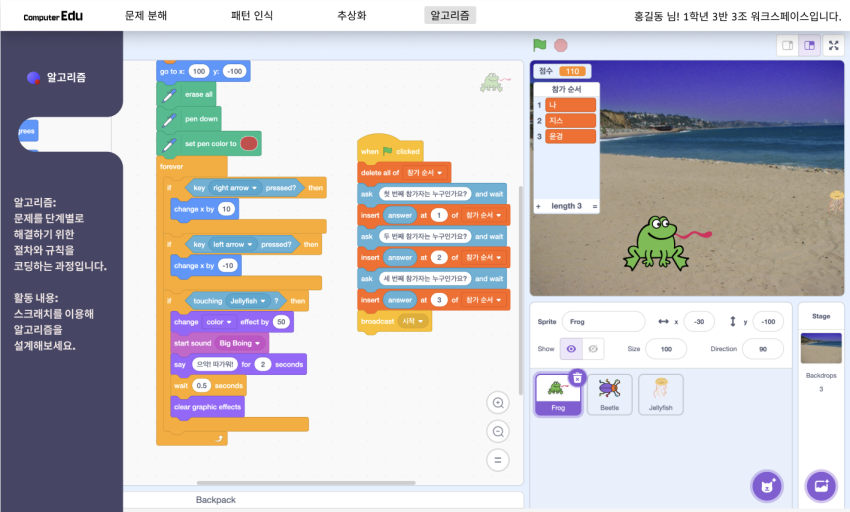 Computer Edu
문제 분해
패턴 인식
추상화
알고리즘
홍길동 님! 1학년 3반 3조 워크스페이스입니다.
알고리즘
알고리즘:
문제를 단계별로
해결하기 위한
절차와 규칙을
코딩하는 과정입니다.
활동 내용:
스크래치를 이용해
알고리즘을
설계해보세요.
go to x: 100 y: -100
erase all
pen down
set pen color to
forever
if key right arrow pressed? then
change x by 10
if key left arrow pressed? then
change x by -10
if touching Jellyfish ? then
change color effect by 50
start sound Big Boing
say 으악! 따가워! for 2 seconds
wait 0.5 seconds
clear graphic effects
when clicked
delete all of 참가 순서
ask 첫 번째 참가자는 누구인가요? and wait
insert answer at 1 of 참가 순서
ask 두 번째 참가자는 누구인가요? and wait
insert answer at 2 of 참가 순서
ask 세 번째 참가자는 누구인가요? and wait
insert answer at 3 of 참가 순서
broadcast 시작
Backpack
점수 110
참가 순서
1 나
2 지스
3 윤경
+ length 3 =
Sprite Frog x -30 y -100
Show Size 100 Direction 90
Frog
Beetle
Jellyfish
Stage
Backdrops
3